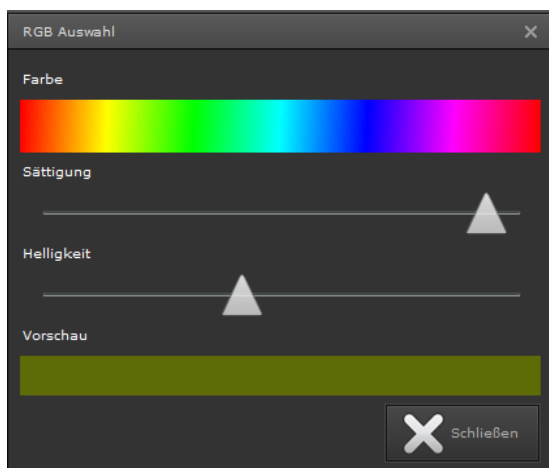 RGB Auswahl
Farbe
Sättigung
Helligkeit
Vorschau
Schließen